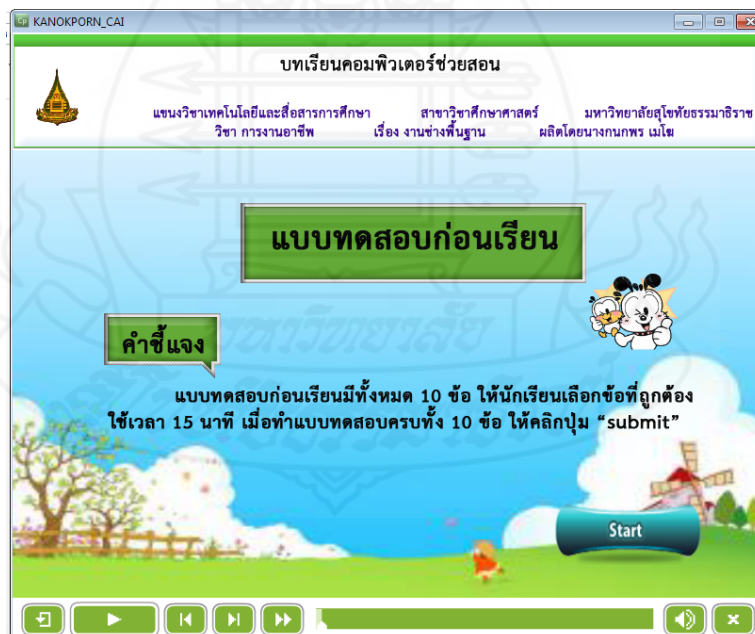 KANOKPORN_CAI
บทเรียนคอมพิวเตอร์ช่วยสอน
แขนงวิชาเทคโนโลยีและสื่อสารการศึกษา สาขาวิชาศึกษาศาสตร์ มหาวิทยาลัยสุโขทัยธรรมาธิราช
วิชา การงานอาชีพ เรื่อง งานช่างพื้นฐาน ผลิตโดยนางกนกพร เมโฆ
แบบทดสอบก่อนเรียน
คำชี้แจง
แบบทดสอบก่อนเรียนมีทั้งหมด 10 ข้อ ให้นักเรียนเลือกข้อที่ถูกต้อง
ใช้เวลา 15 นาที เมื่อทำแบบทดสอบครบทั้ง 10 ข้อ ให้คลิกปุ่ม “submit”
Start